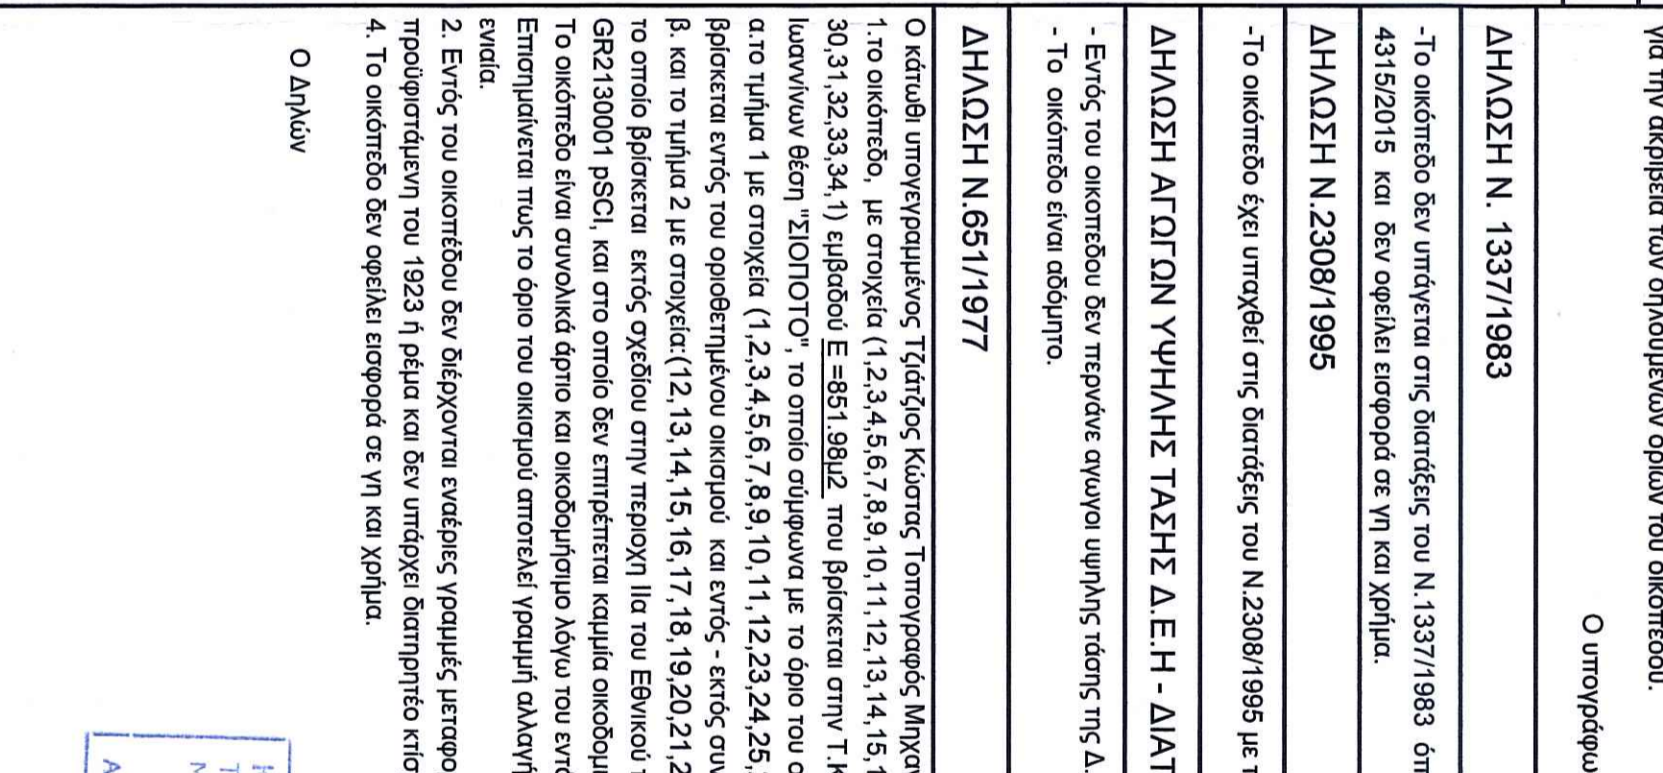 για την ακρίβεια των δηλουμένων ορίων του οικοπέδου.
Ο υπογράφω
ΔΗΛΩΣΗ Ν. 1337/1983
-Το οικόπεδο δεν υπάγεται στις διατάξεις του Ν.1337/1983 όπ
4315/2015 και δεν οφείλει εισφορά σε γη και χρήμα.
ΔΗΛΩΣΗ Ν.2308/1995
-Το οικόπεδο έχει υπαχθεί στις διατάξεις του Ν.2308/1995 με τ
ΔΗΛΩΣΗ ΑΓΩΓΩΝ ΥΨΗΛΗΣ ΤΑΣΗΣ Δ.Ε.Η - ΔΙΑΤ
- Εντός του οικοπεδου δεν περνάνε αγωγοι υψηλης τάσης της Δ.
- Το οικόπεδο είναι αδόμητο.
ΔΗΛΩΣΗ Ν.651/1977
Ο κάτωθι υπογεγραμμένος Τζιάτζιος Κώστας Τοπογραφός Μηχαν
1.το οικόπεδο, με στοιχεία (1,2,3,4,5,6,7,8,9,10,11,12,13,14,15,1
30,31,32,33,34,1) εμβαδού Ε =851.98μ2 που βρίσκεται στην Τ.Κ
Ιωαννίνων θέση "ΣΙΟΠΟΤΟ", το οποίο σύμφωνα με το όριο του ο
α.το τμήμα 1 με στοιχεία (1,2,3,4,5,6,7,8,9,10,11,12,23,24,25,
βρίσκεται εντός του οριοθετημένου οικισμού και εντός - εκτός συν
β. και το τμήμα 2 με στοιχεία:(12,13,14,15,16,17,18,19,20,21,2
το οποίο βρίσκεται εκτός σχεδίου στην περιοχη ΙΙα του Εθνικού τ
GR2130001 pSCI, και στο οποίο δεν επιτρέπεται καμμία οικοδομι
Το οικόπεδο είναι συνολικά άρτιο και οικοδομήσιμο λόγω του εντο
Επισημαίνεται πως το όριο του οικισμού αποτελεί γραμμή αλλαγή
ενιαία.
2. Εντός του οικοπέδου δεν διέρχονται εναέριες γραμμές μεταφο
προϋφιστάμενη του 1923 ή ρέμα και δεν υπάρχει διατηρητέο κτίσ
4. Το οικόπεδο δεν οφείλει εισφορά σε γη και χρήμα.
Ο Δηλών